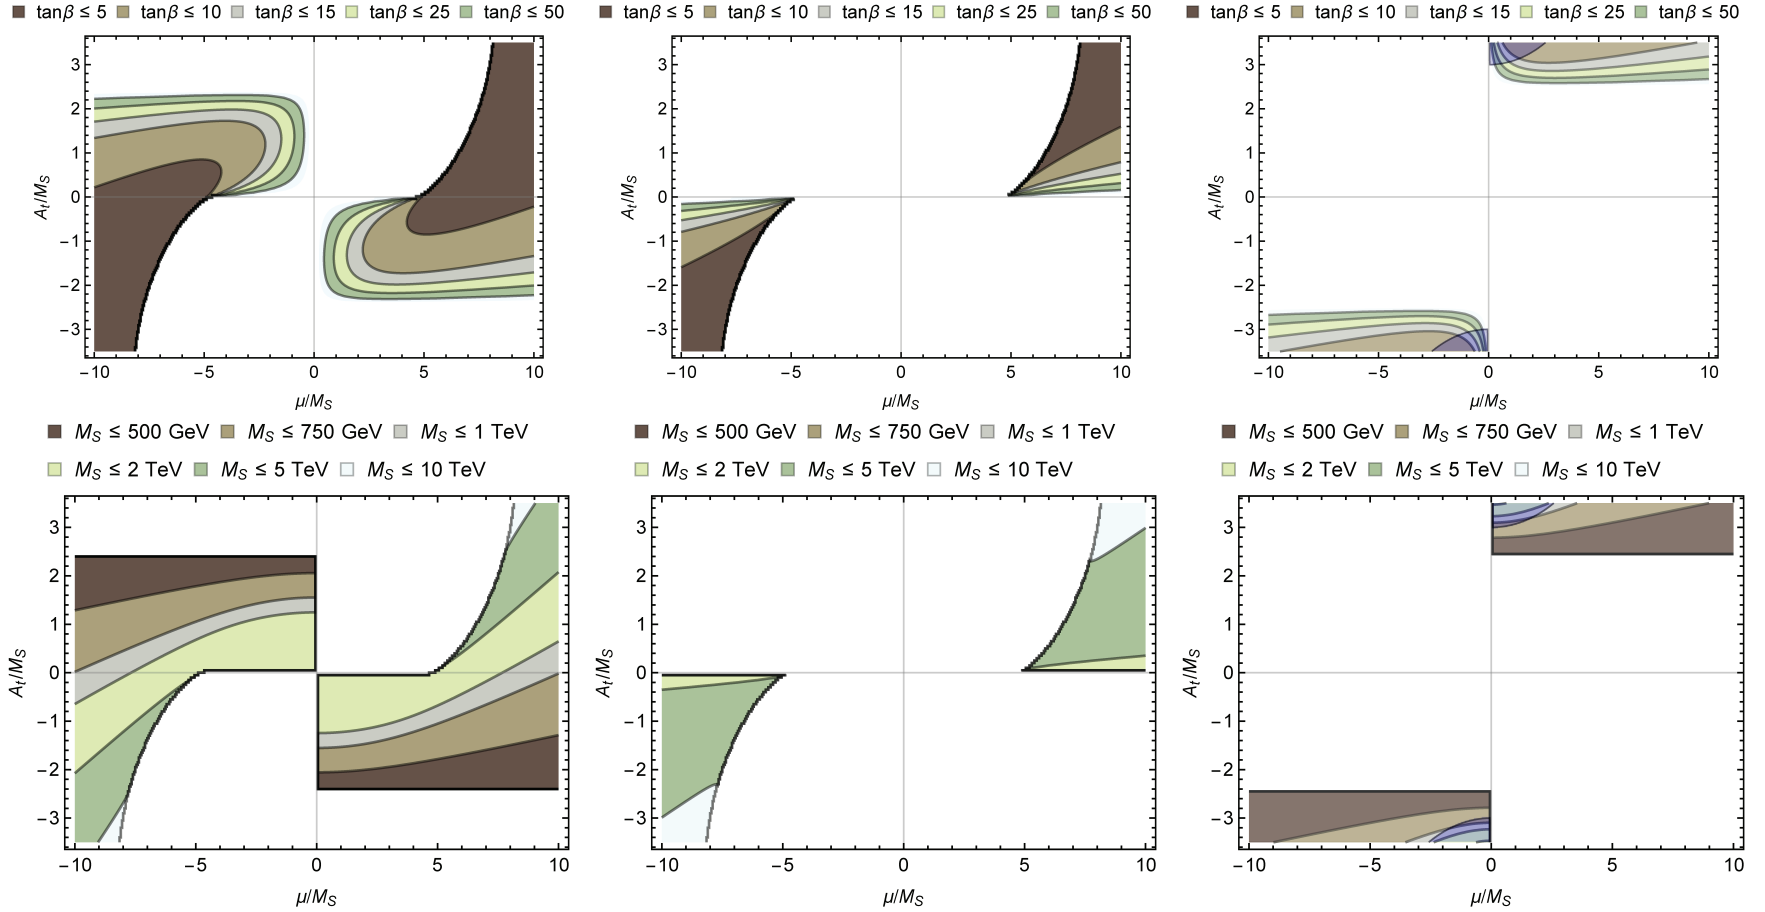 tanβ ≤ 5 tanβ ≤ 10 tanβ ≤ 15 tanβ ≤ 25 tanβ ≤ 50
3
2
1
0
−1
−2
−3
A_t/M_S
−10 −5 0 5 10
μ/M_S
tanβ ≤ 5 tanβ ≤ 10 tanβ ≤ 15 tanβ ≤ 25 tanβ ≤ 50
3
2
1
0
−1
−2
−3
A_t/M_S
−10 −5 0 5 10
μ/M_S
tanβ ≤ 5 tanβ ≤ 10 tanβ ≤ 15 tanβ ≤ 25 tanβ ≤ 50
3
2
1
0
−1
−2
−3
A_t/M_S
−10 −5 0 5 10
μ/M_S
M_S ≤ 500 GeV M_S ≤ 750 GeV M_S ≤ 1 TeV
M_S ≤ 2 TeV M_S ≤ 5 TeV M_S ≤ 10 TeV
3
2
1
0
−1
−2
−3
A_t/M_S
−10 −5 0 5 10
μ/M_S
M_S ≤ 500 GeV M_S ≤ 750 GeV M_S ≤ 1 TeV
M_S ≤ 2 TeV M_S ≤ 5 TeV M_S ≤ 10 TeV
3
2
1
0
−1
−2
−3
A_t/M_S
−10 −5 0 5 10
μ/M_S
M_S ≤ 500 GeV M_S ≤ 750 GeV M_S ≤ 1 TeV
M_S ≤ 2 TeV M_S ≤ 5 TeV M_S ≤ 10 TeV
3
2
1
0
−1
−2
−3
A_t/M_S
−10 −5 0 5 10
μ/M_S